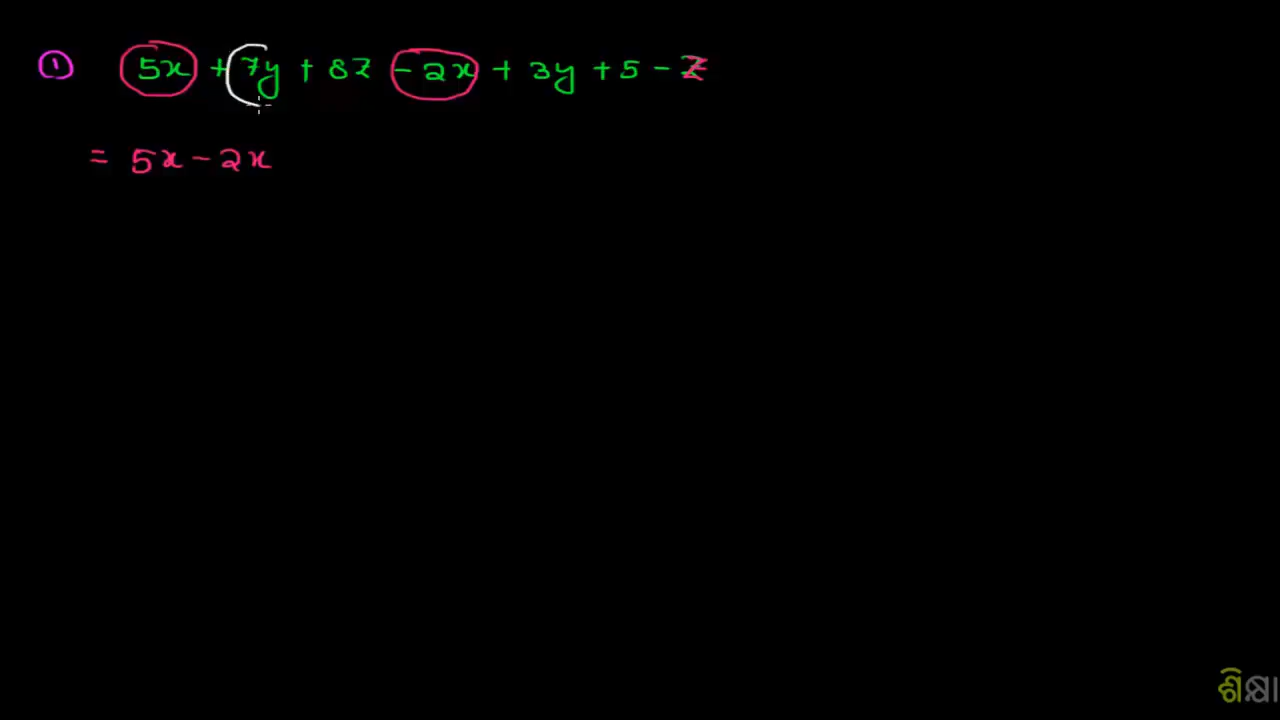 ① 5x + 7y + 8z - 2x + 3y + 5 - z
= 5x - 2x
ଶିକ୍ଷା